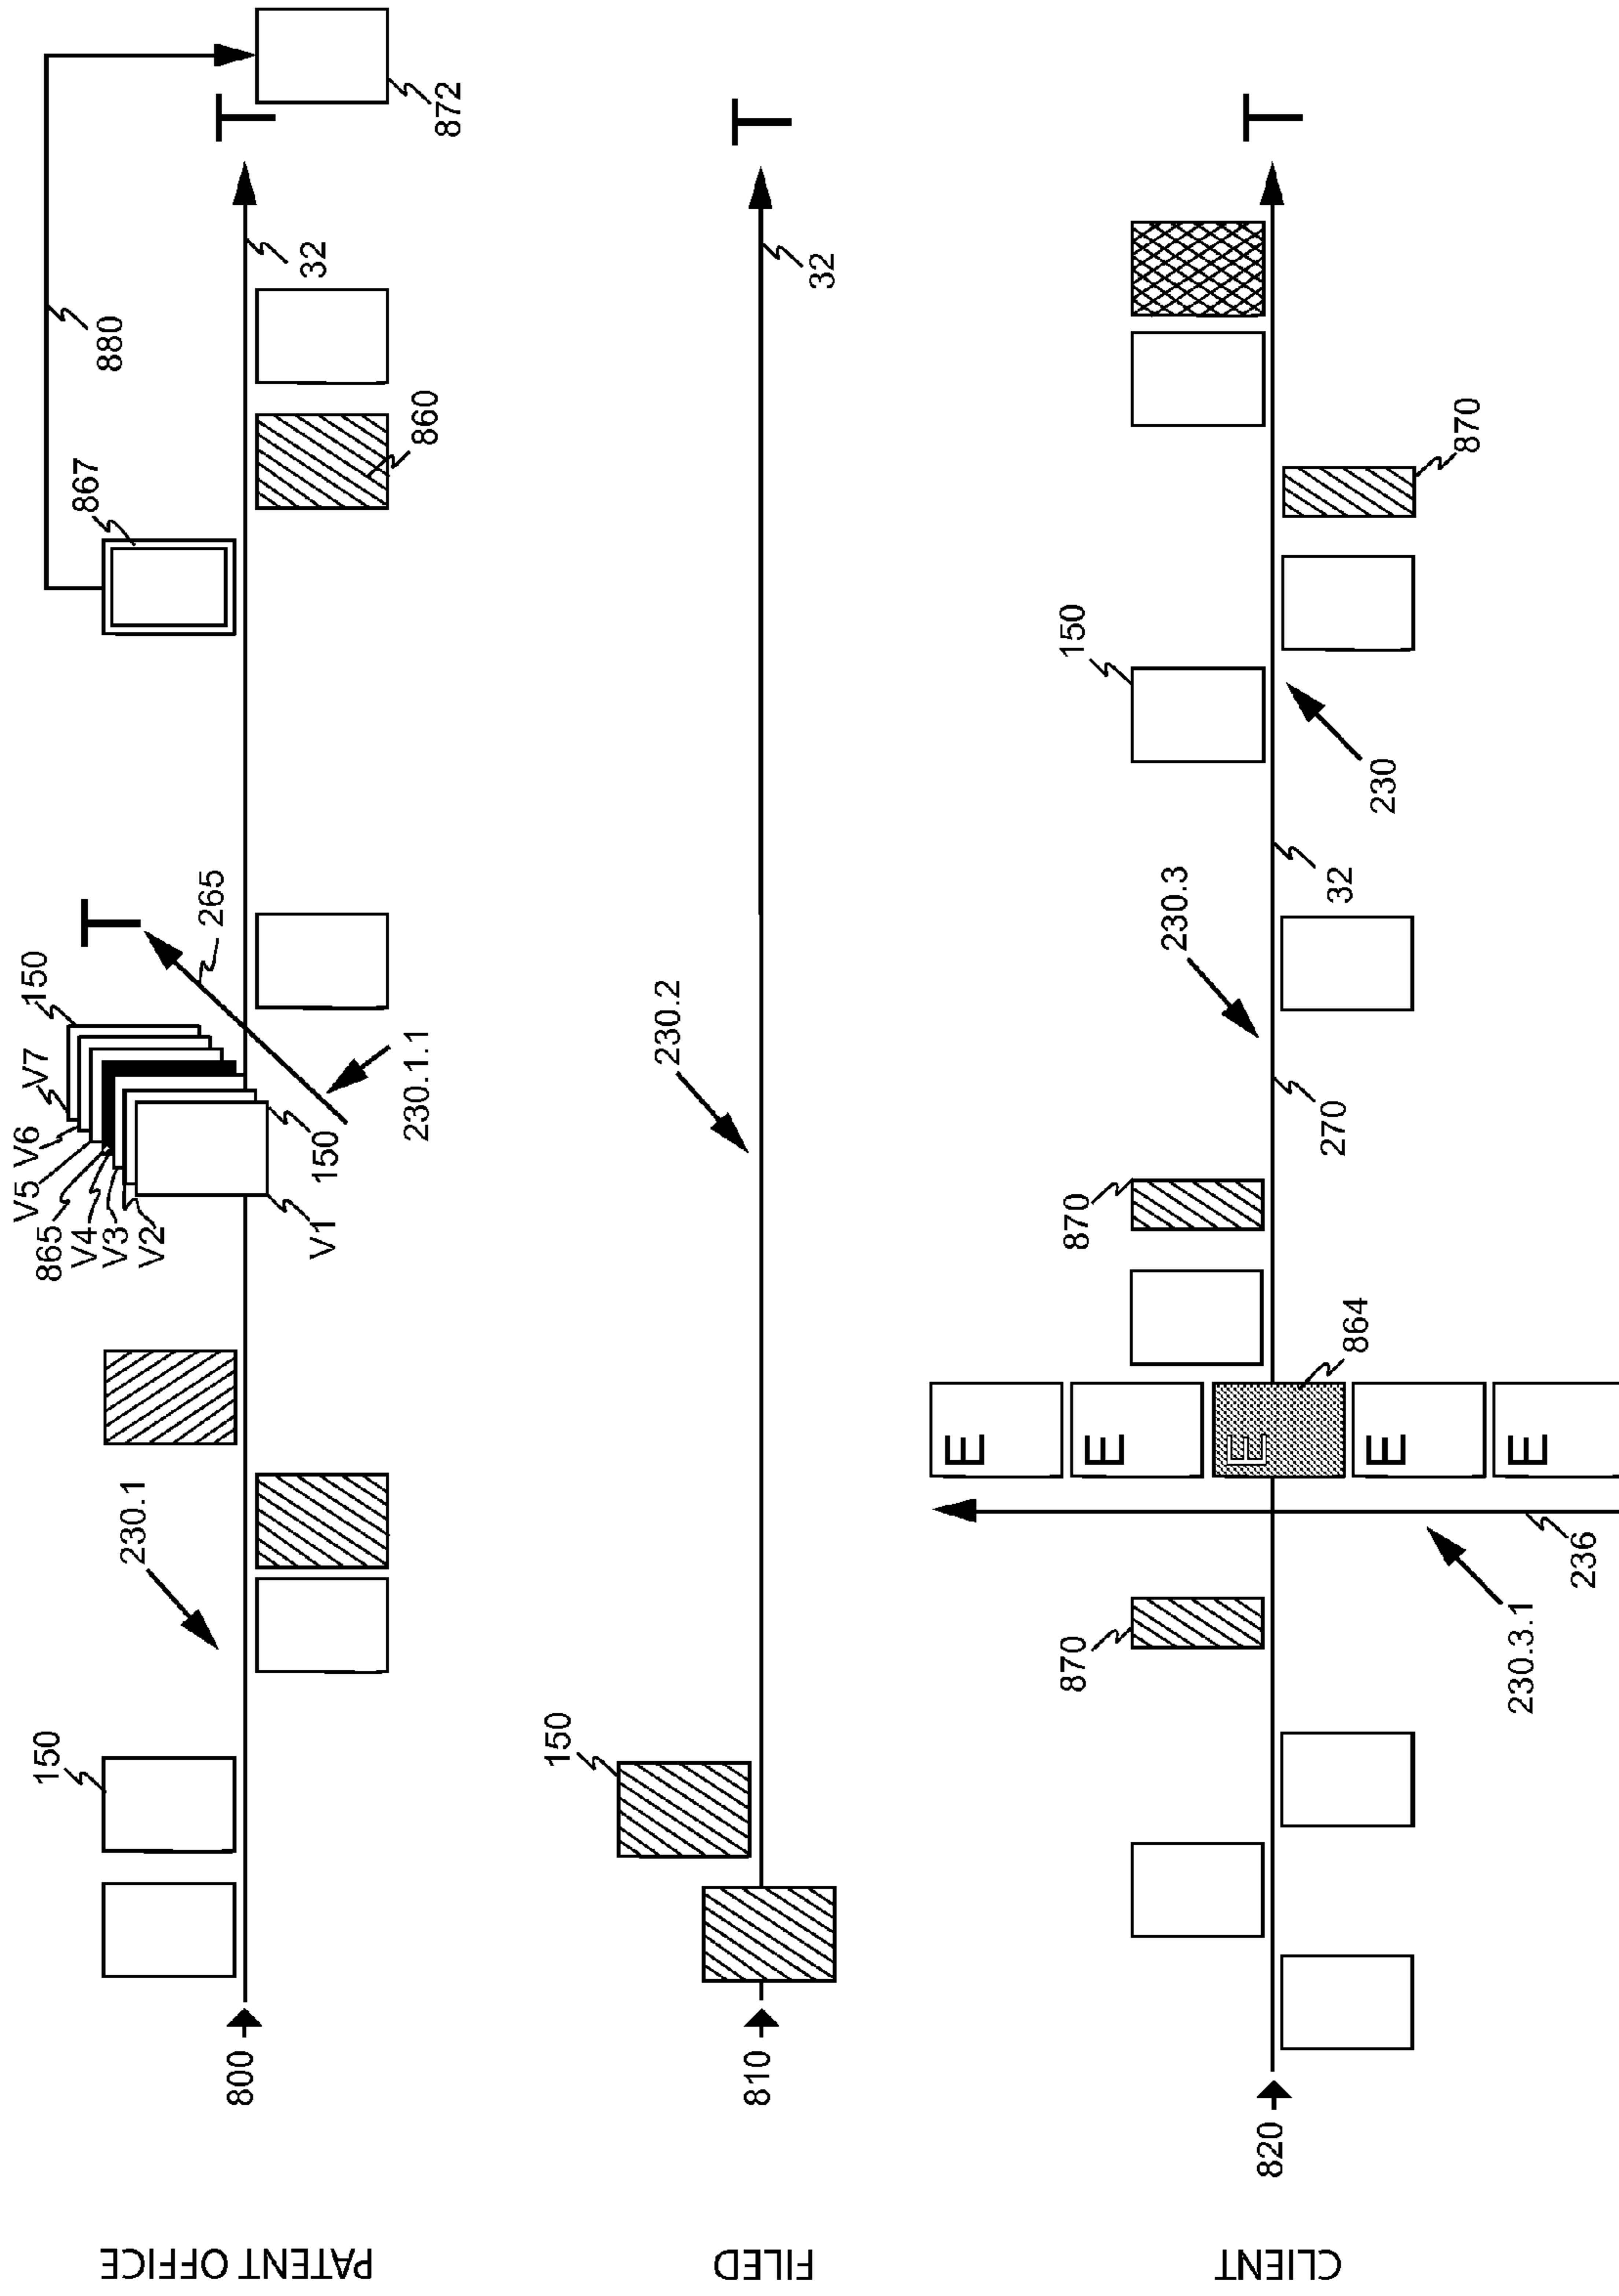 PATENT OFFICE
800
150
230.1
V1
V2
V3
V4
865
V5
V6
V7
150
150
230.1.1
265
T
867
860
880
32
T
872
FILED
810
150
230.2
32
T
CLIENT
820
870
230.3.1
236
E
E
E
E
E
864
870
270
230.3
32
230
150
870
T